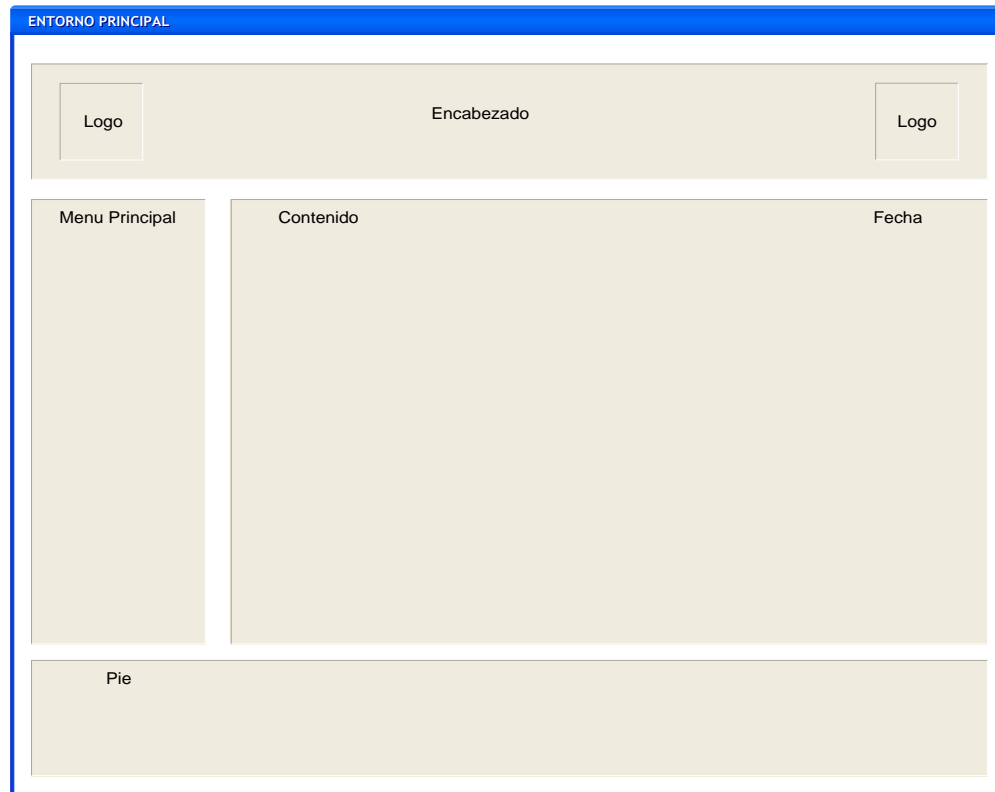 ENTORNO PRINCIPAL
Logo
Encabezado
Logo
Menu Principal
Contenido
Fecha
Pie